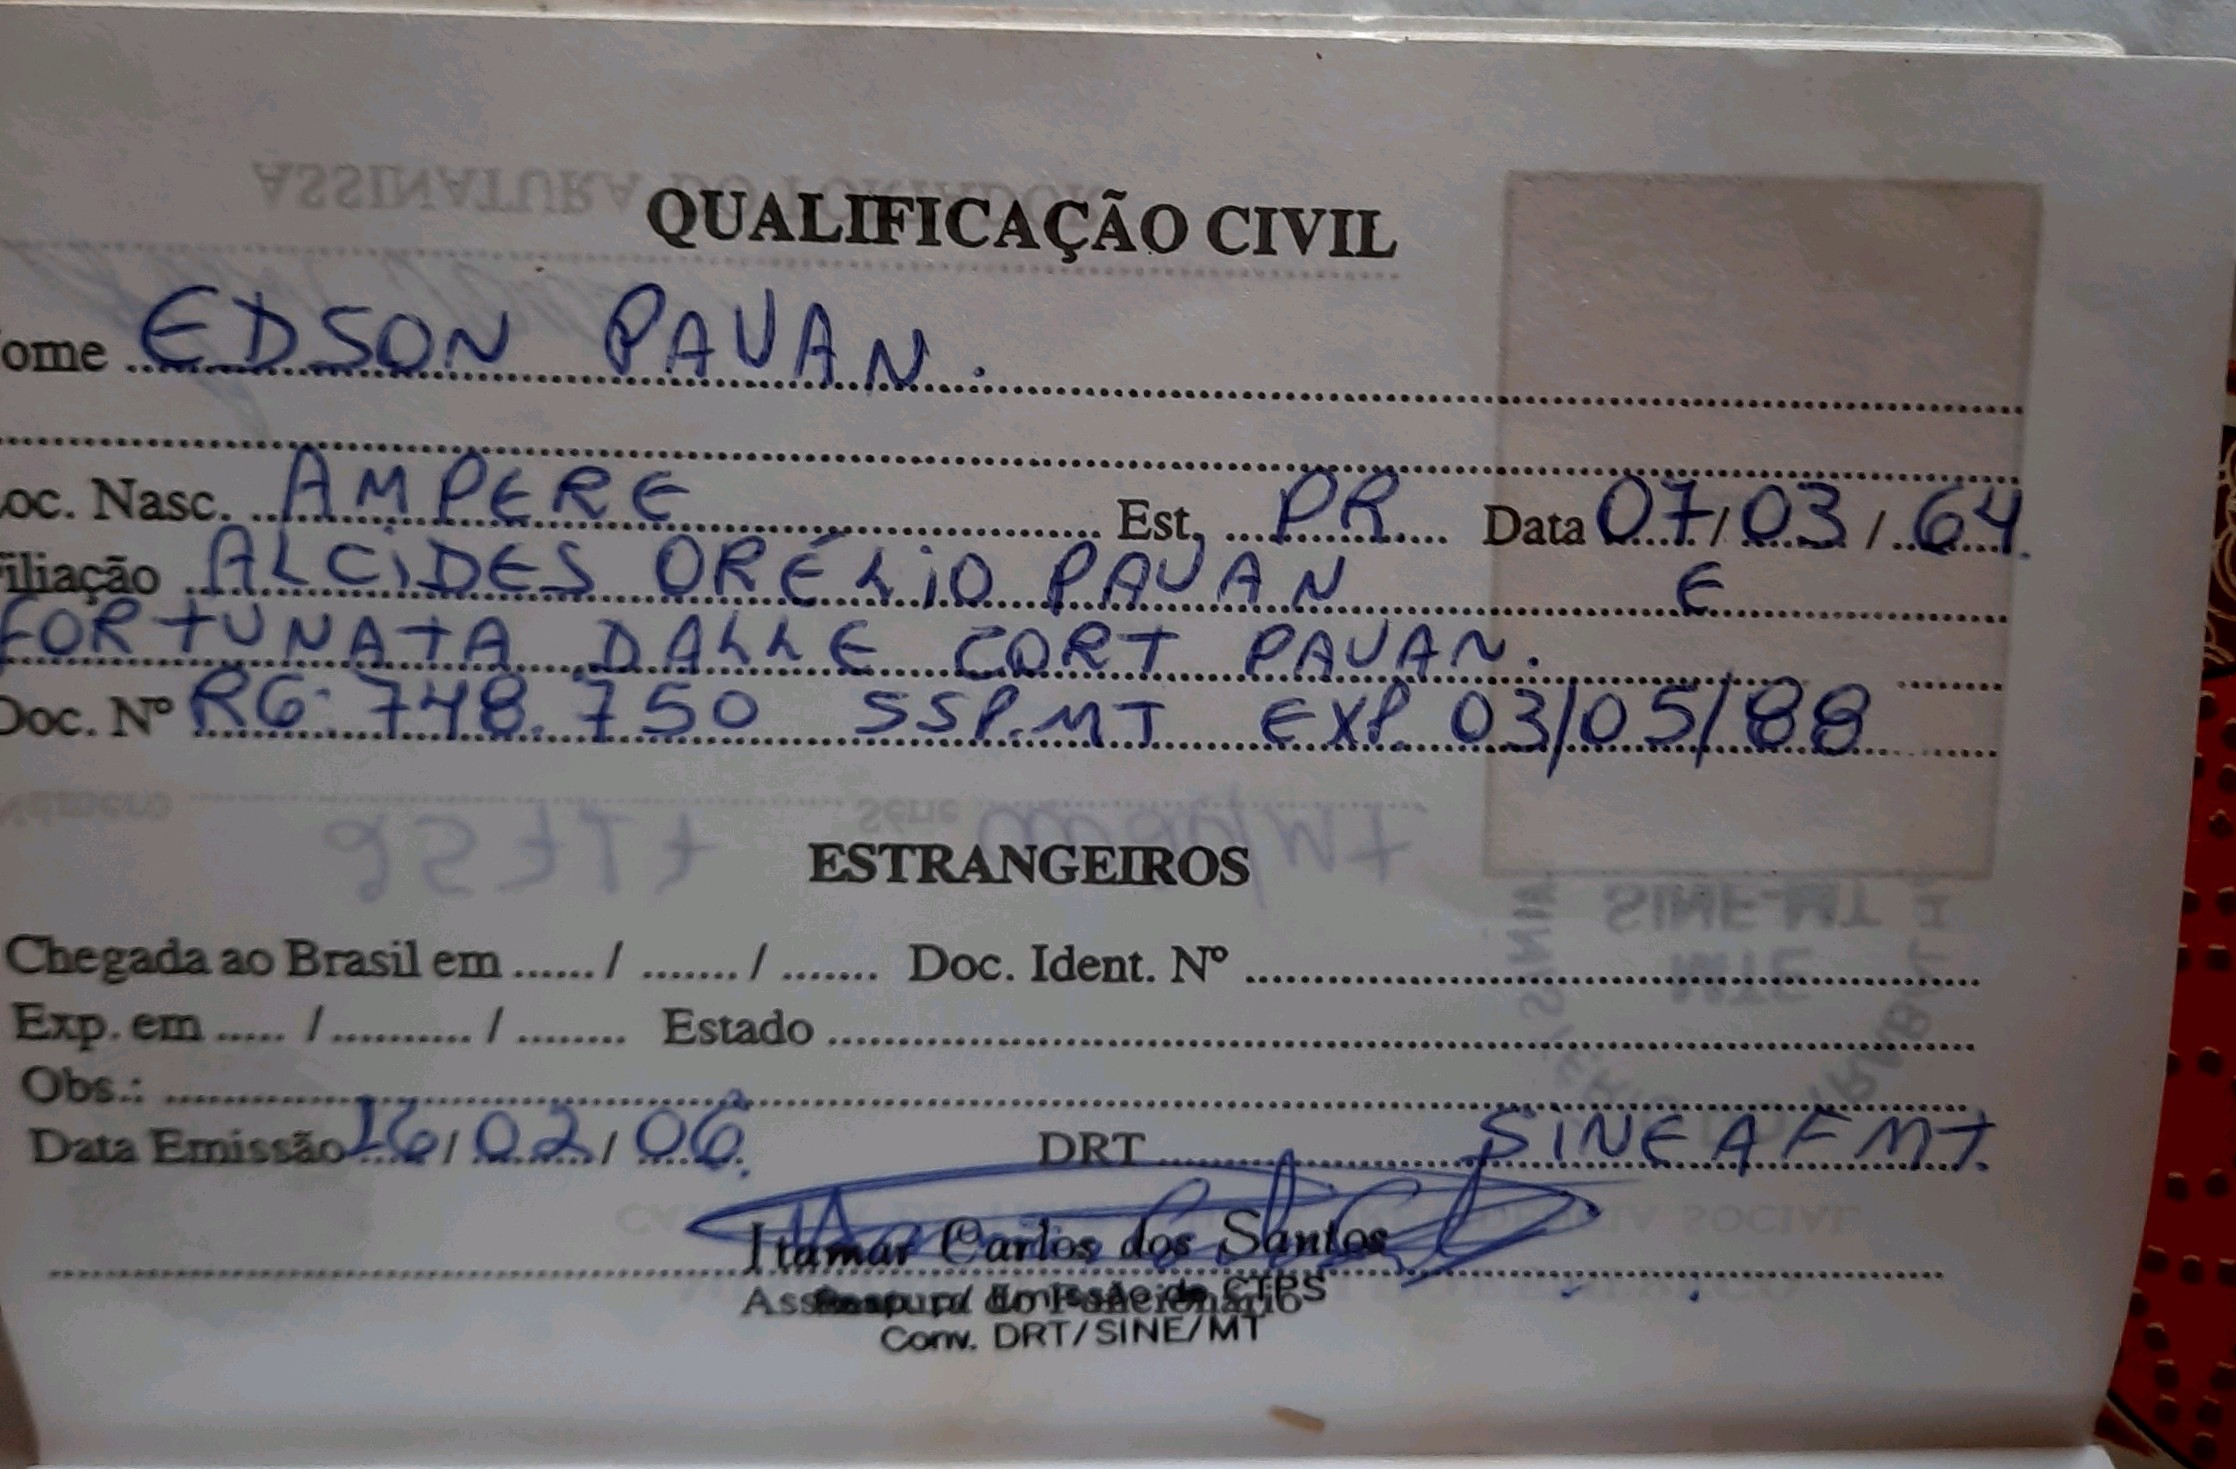 QUALIFICAÇÃO CIVIL
ome EDSON PAVAN.
oc. Nasc. AMPERE Est. PR Data 07/03/64.
iliação ALCIDES ORÉLIO PAVAN E
FORTUNATA DALLE CORT PAVAN.
Doc. Nº RG. 748.750 SSP.MT EXP. 03/05/88
ESTRANGEIROS
Chegada ao Brasil em ...... / ....... / ....... Doc. Ident. Nº
Exp. em ..... / .......... / ........ Estado
Obs.:
Data Emissão 16/02/06. DRT SINE AF MT.
Itamar Carlos dos Santos
Conv. DRT/SINE/MT